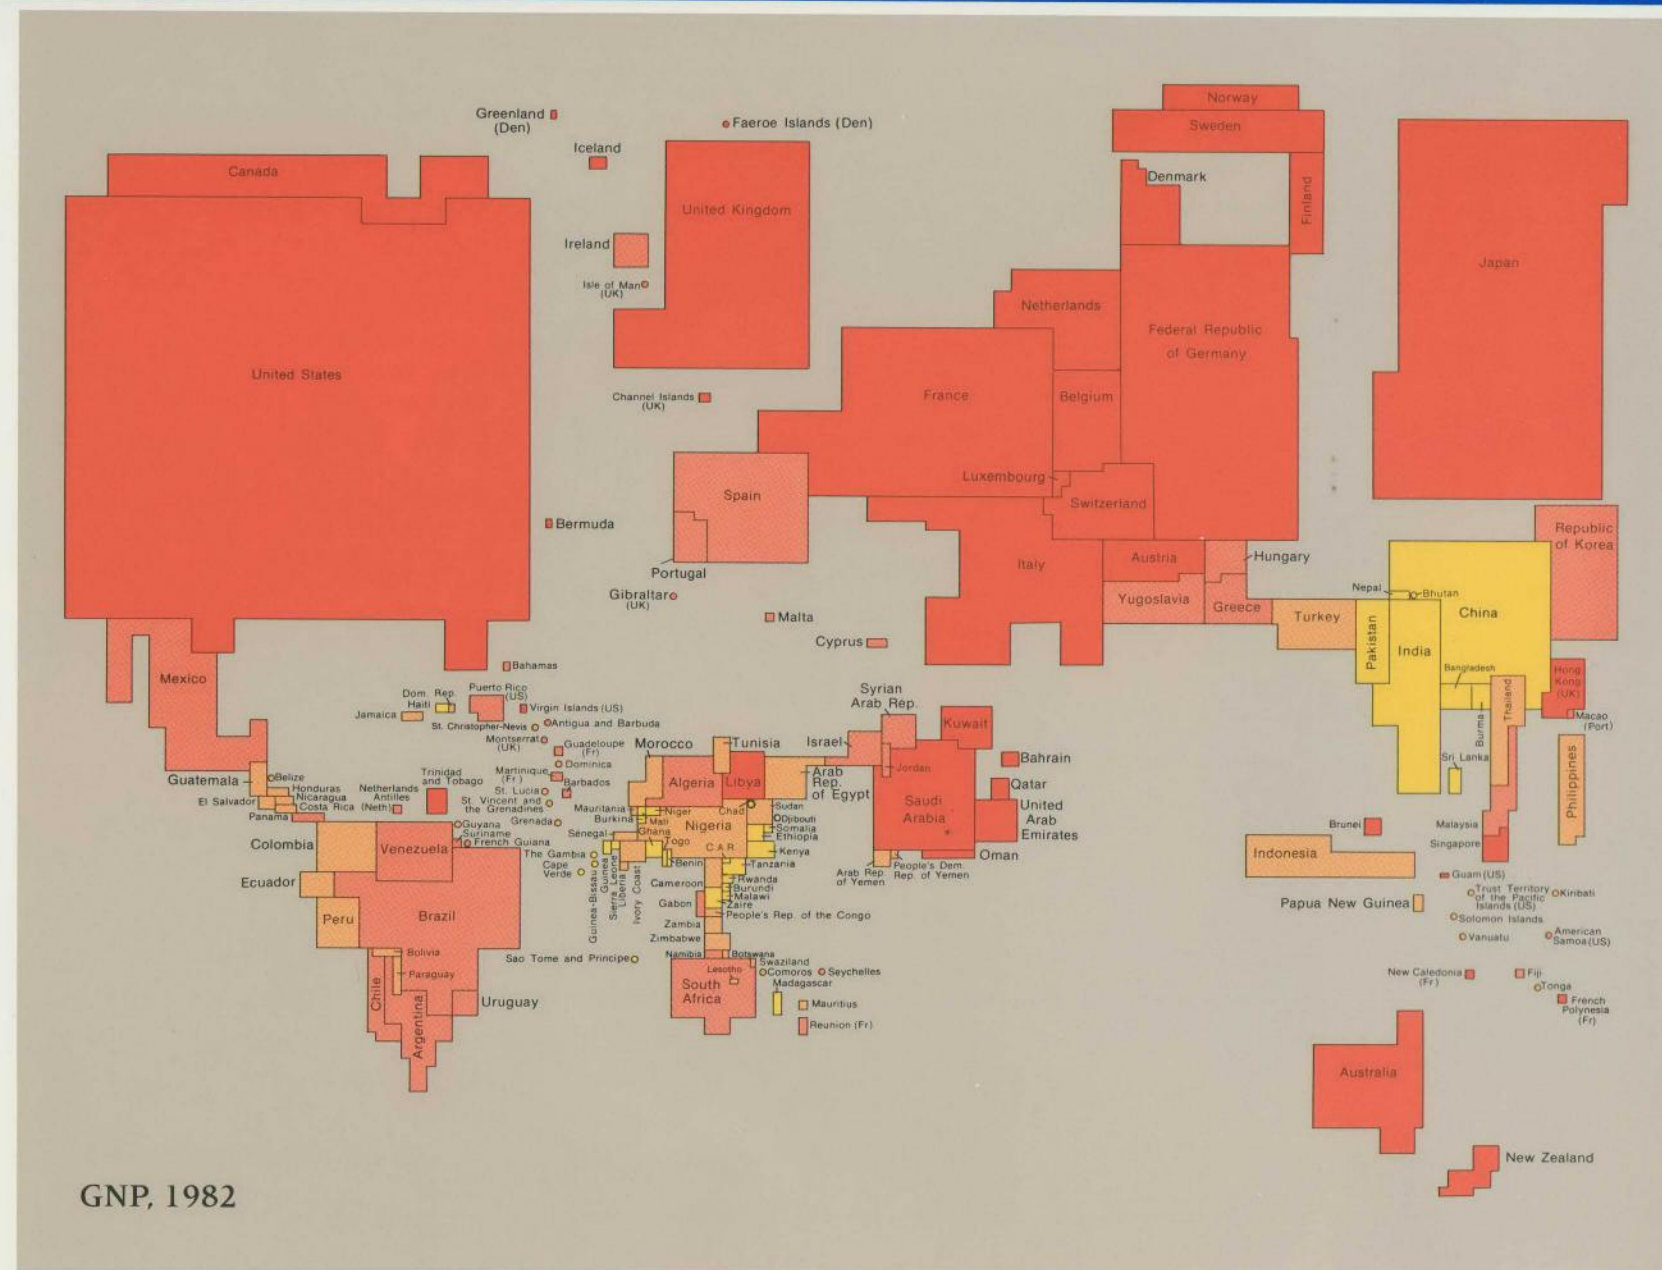 Norway
Greenland
(Den)
Faeroe Islands (Den)
Sweden
Iceland
Canada
Denmark
Finland
United Kingdom
Ireland
Japan
Isle of Man
(UK)
Netherlands
Federal Republic
of Germany
United States
Channel Islands
(UK)
France
Belgium
Luxembourg
Spain
Switzerland
Bermuda
Republic
of Korea
Portugal
Italy
Austria
Hungary
Gibraltar
(UK)
Yugoslavia
Greece
Nepal
Bhutan
Malta
Turkey
China
Cyprus
Pakistan
India
Bahamas
Bangladesh
Hong
Kong
(UK)
Mexico
Dom. Rep.
Haiti
Puerto Rico
(US)
Virgin Islands (US)
Syrian
Arab Rep.
Thailand
Jamaica
St. Christopher-Nevis
Antigua and Barbuda
Kuwait
Burma
Macao
(Port)
Montserrat
(UK)
Guadeloupe
(Fr)
Morocco
Tunisia
Israel
Dominica
Bahrain
Sri Lanka
Guatemala
Belize
Trinidad
and Tobago
Martinique
(Fr)
Barbados
Algeria
Libya
Arab
Rep.
of Egypt
Jordan
Philippines
Honduras
Nicaragua
Netherlands
Antilles
(Neth)
St. Lucia
Qatar
El Salvador
Costa Rica
St. Vincent and
the Grenadines
Mauritania
Niger
Chad
Sudan
Saudi
Arabia
United
Arab
Emirates
Panama
Grenada
Burkina
Mali
Nigeria
Djibouti
Guyana
Suriname
French Guiana
Senegal
Ghana
Togo
Somalia
Ethiopia
Brunei
Malaysia
Colombia
Venezuela
The Gambia
C.A.R.
Kenya
Oman
Singapore
Cape
Verde
Guinea-Bissau
Guinea
Sierra Leone
Liberia
Ivory Coast
Benin
Tanzania
Arab Rep.
of Yemen
People's Dem.
Rep. of Yemen
Indonesia
Ecuador
Cameroon
Rwanda
Burundi
Malawi
Zaire
Guam (US)
Gabon
People's Rep. of the Congo
Papua New Guinea
Trust Territory
of the Pacific
Islands (US)
Kiribati
Peru
Brazil
Zambia
Solomon Islands
Zimbabwe
Vanuatu
American
Samoa (US)
Bolivia
Sao Tome and Principe
Namibia
Botswana
Swaziland
Paraguay
Lesotho
Comoros
Seychelles
New Caledonia
(Fr)
Fiji
Chile
South
Africa
Madagascar
Tonga
Argentina
Uruguay
Mauritius
French
Polynesia
(Fr)
Reunion (Fr)
Australia
New Zealand
GNP, 1982